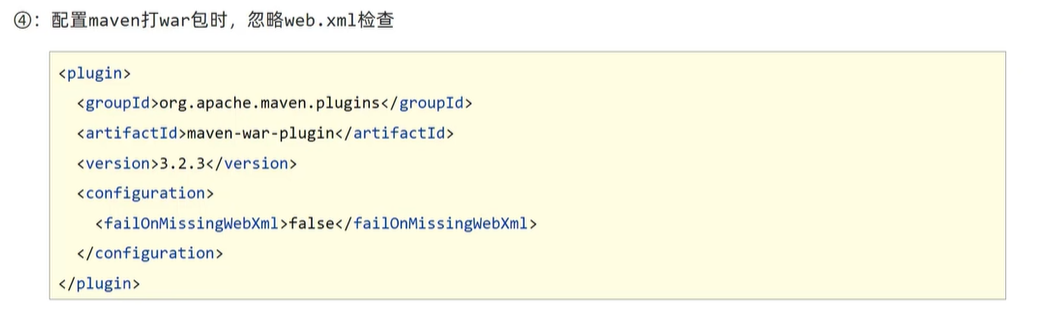 ④：配置maven打war包时，忽略web.xml检查
<plugin>
<groupId>org.apache.maven.plugins</groupId>
<artifactId>maven-war-plugin</artifactId>
<version>3.2.3</version>
<configuration>
<failOnMissingWebXml>false</failOnMissingWebXml>
</configuration>
</plugin>